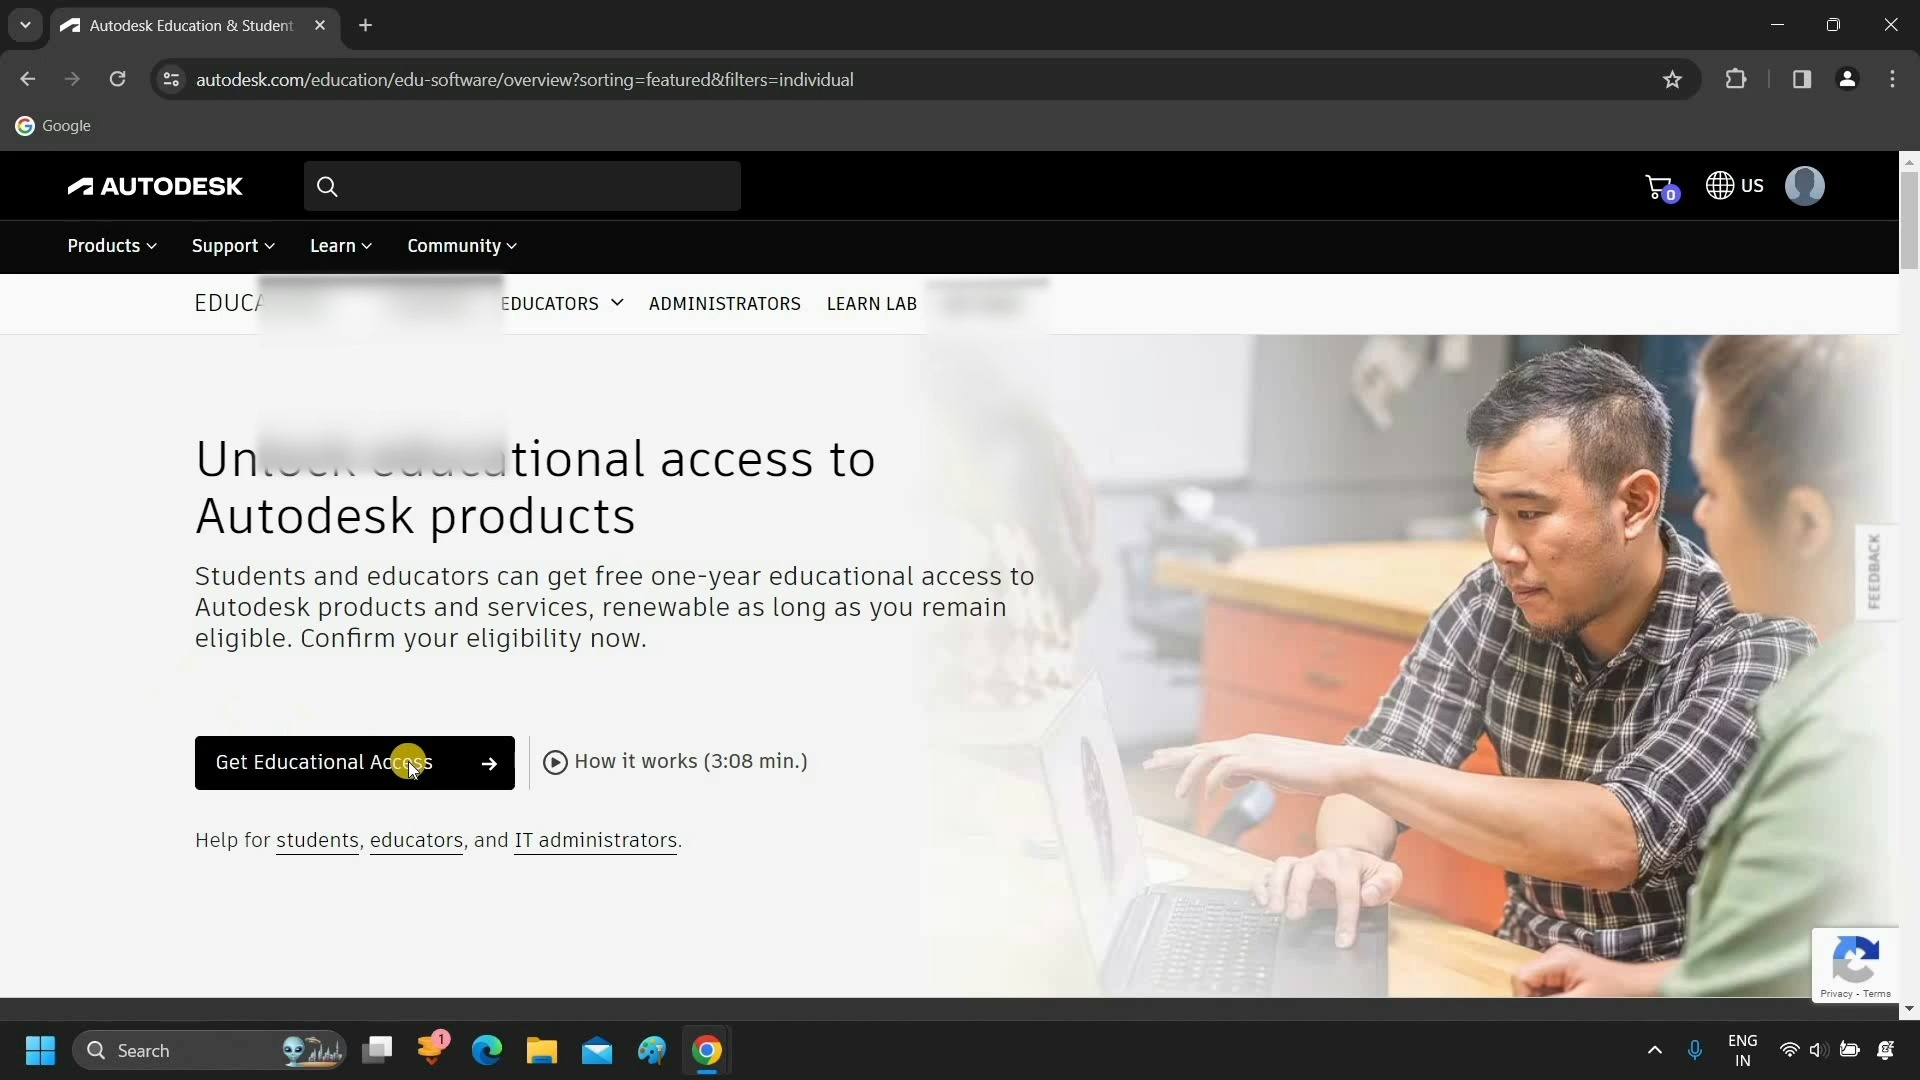 Autodesk Education & Student
autodesk.com/education/edu-software/overview?sorting=featured&filters=individual
Google
AUTODESK
0
US
Products
Support
Learn
Community
EDUCATORS
ADMINISTRATORS
LEARN LAB
educational access to
Autodesk products
Students and educators can get free one-year educational access to
Autodesk products and services, renewable as long as you remain
eligible. Confirm your eligibility now.
Get Educational Access
How it works (3:08 min.)
Help for students, educators, and IT administrators.
FEEDBACK
Privacy - Terms
Search
1
ENG
IN